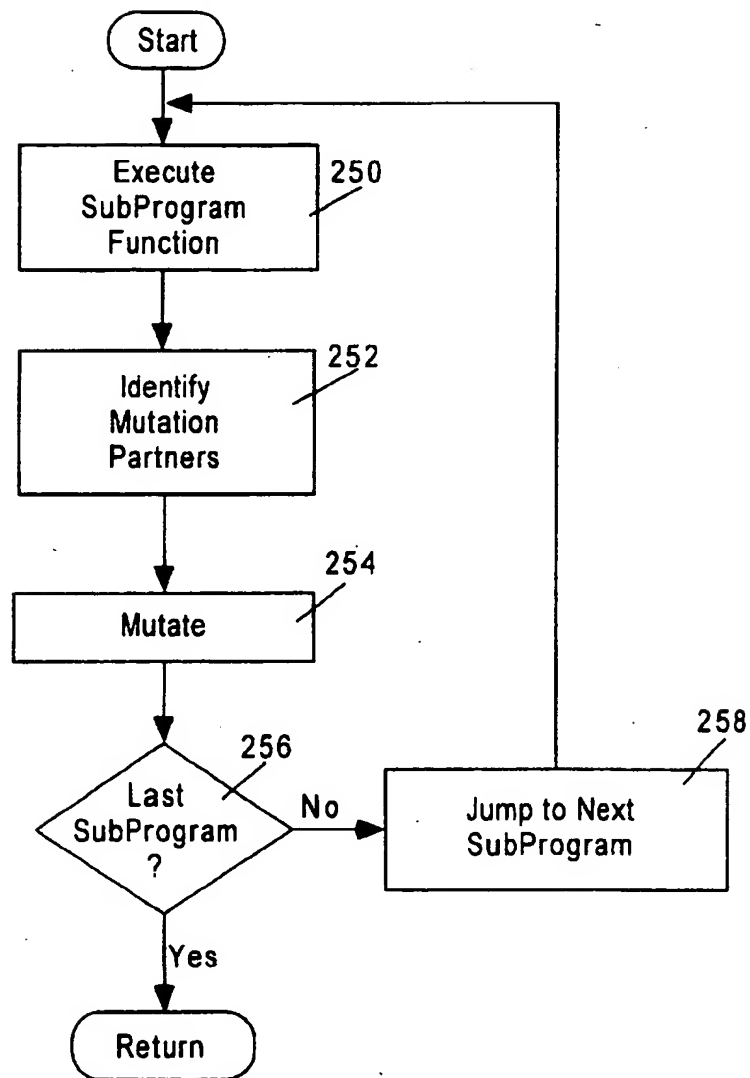 Start
Execute
SubProgram
Function
250
Identify
Mutation
Partners
252
Mutate
254
Last
SubProgram
?
256
No
Jump to Next
SubProgram
258
Yes
Return